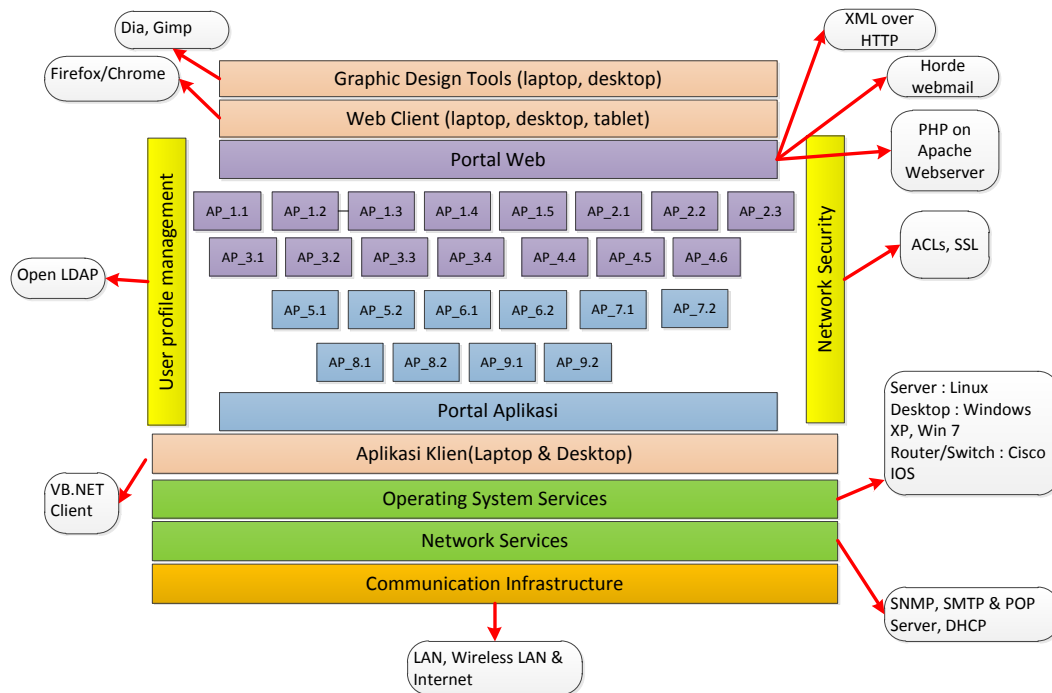 Dia, Gimp
XML over
HTTP
Firefox/Chrome
Graphic Design Tools (laptop, desktop)
Horde
webmail
Web Client (laptop, desktop, tablet)
Portal Web
PHP on
Apache
Webserver
User profile management
Network Security
AP_1.1
AP_1.2
AP_1.3
AP_1.4
AP_1.5
AP_2.1
AP_2.2
AP_2.3
AP_3.1
AP_3.2
AP_3.3
AP_3.4
AP_4.4
AP_4.5
AP_4.6
ACLs, SSL
Open LDAP
AP_5.1
AP_5.2
AP_6.1
AP_6.2
AP_7.1
AP_7.2
AP_8.1
AP_8.2
AP_9.1
AP_9.2
Portal Aplikasi
Server : Linux
Desktop : Windows
XP, Win 7
Router/Switch : Cisco
IOS
Aplikasi Klien(Laptop & Desktop)
VB.NET
Client
Operating System Services
Network Services
Communication Infrastructure
SNMP, SMTP & POP
Server, DHCP
LAN, Wireless LAN &
Internet